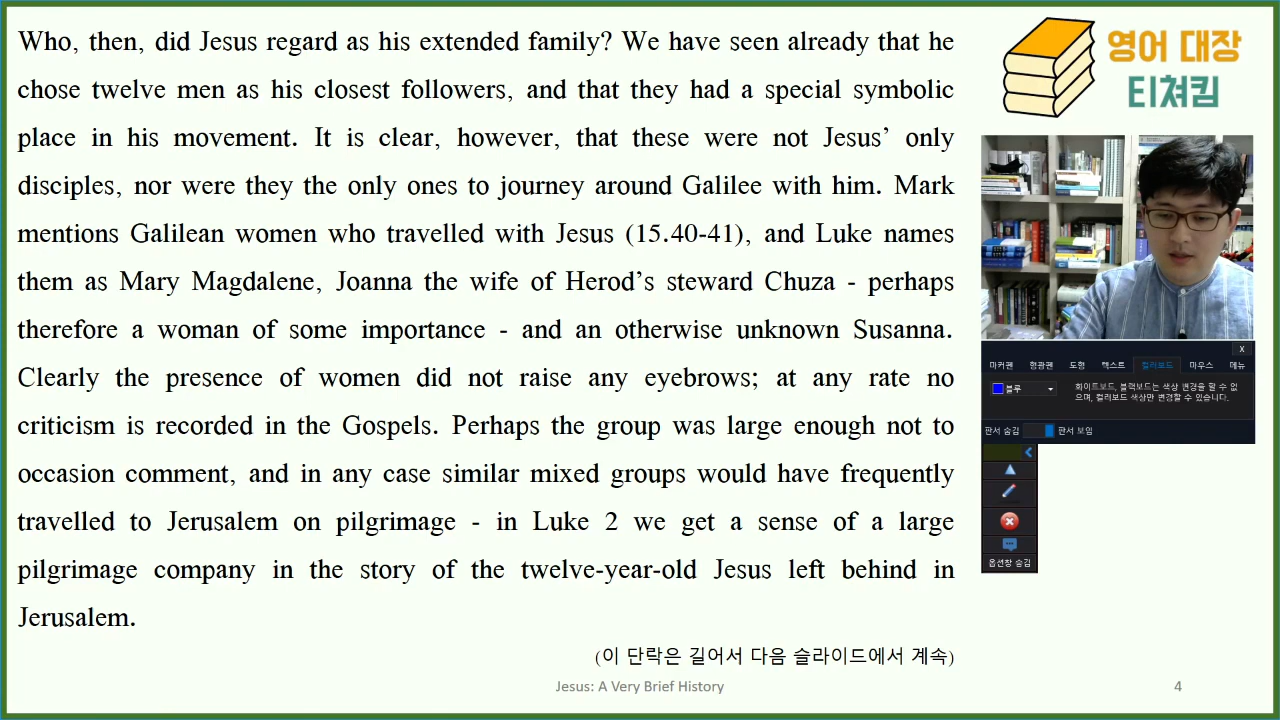 Who, then, did Jesus regard as his extended family? We have seen already that he
chose twelve men as his closest followers, and that they had a special symbolic
place in his movement. It is clear, however, that these were not Jesus’ only
disciples, nor were they the only ones to journey around Galilee with him. Mark
mentions Galilean women who travelled with Jesus (15.40-41), and Luke names
them as Mary Magdalene, Joanna the wife of Herod’s steward Chuza - perhaps
therefore a woman of some importance - and an otherwise unknown Susanna.
Clearly the presence of women did not raise any eyebrows; at any rate no
criticism is recorded in the Gospels. Perhaps the group was large enough not to
occasion comment, and in any case similar mixed groups would have frequently
travelled to Jerusalem on pilgrimage - in Luke 2 we get a sense of a large
pilgrimage company in the story of the twelve-year-old Jesus left behind in
Jerusalem.
(이 단락은 길어서 다음 슬라이드에서 계속)
Jesus: A Very Brief History
4
영어 대장
티쳐킴
X
마커펜 형광펜 도형 텍스트 컬러보드 마우스 메뉴
블루
화이트보드, 블랙보드는 색상 변경을 할 수 없
으며, 컬러보드 색상만 변경할 수 있습니다.
판서 숨김 판서 보임
옵션창 숨김